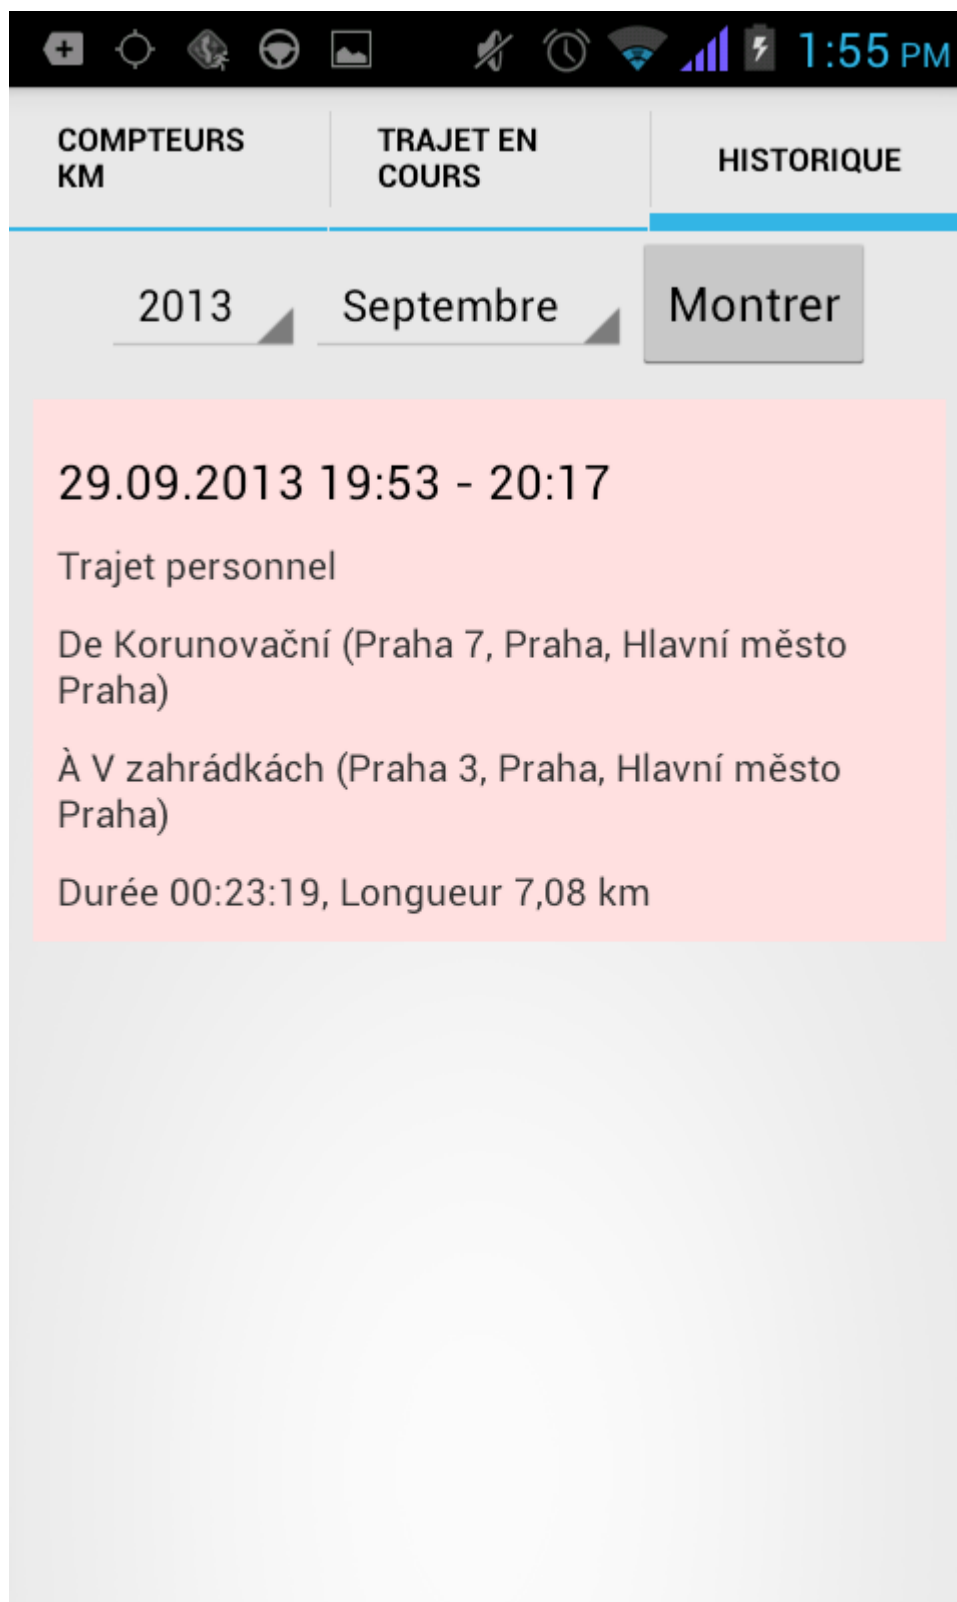 1:55 PM
COMPTEURS
KM
TRAJET EN
COURS
HISTORIQUE
2013
Septembre
Montrer
29.09.2013 19:53 - 20:17
Trajet personnel
De Korunovační (Praha 7, Praha, Hlavní město
Praha)
À V zahrádkách (Praha 3, Praha, Hlavní město
Praha)
Durée 00:23:19, Longueur 7,08 km